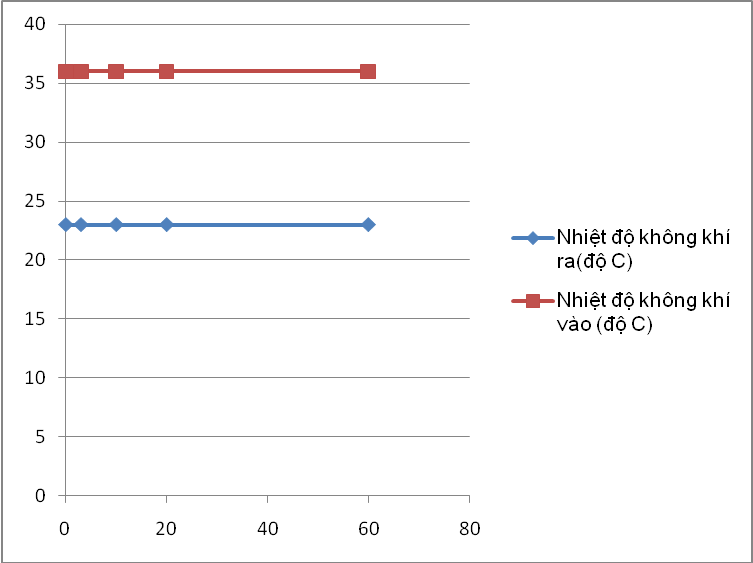 40
35
30
25
20
15
10
5
0
0 20 40 60 80
Nhiệt độ không khí
ra(độ C)
Nhiệt độ không khí
vào (độ C)